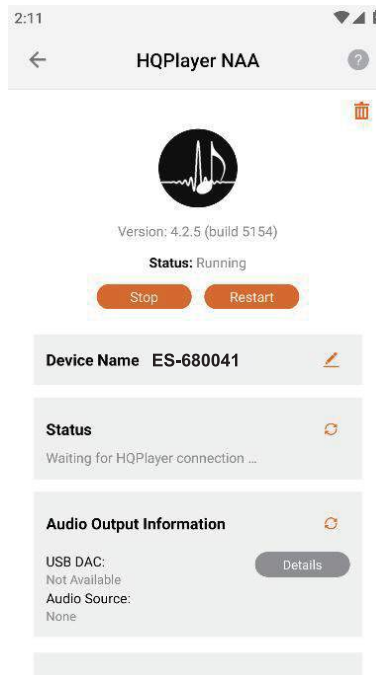 2:11
HQPlayer NAA
?
Version: 4.2.5 (build 5154)
Status: Running
Stop Restart
Device Name ES-680041
Status
Waiting for HQPlayer connection ...
Audio Output Information
USB DAC:
Details
Not Available
Audio Source:
None